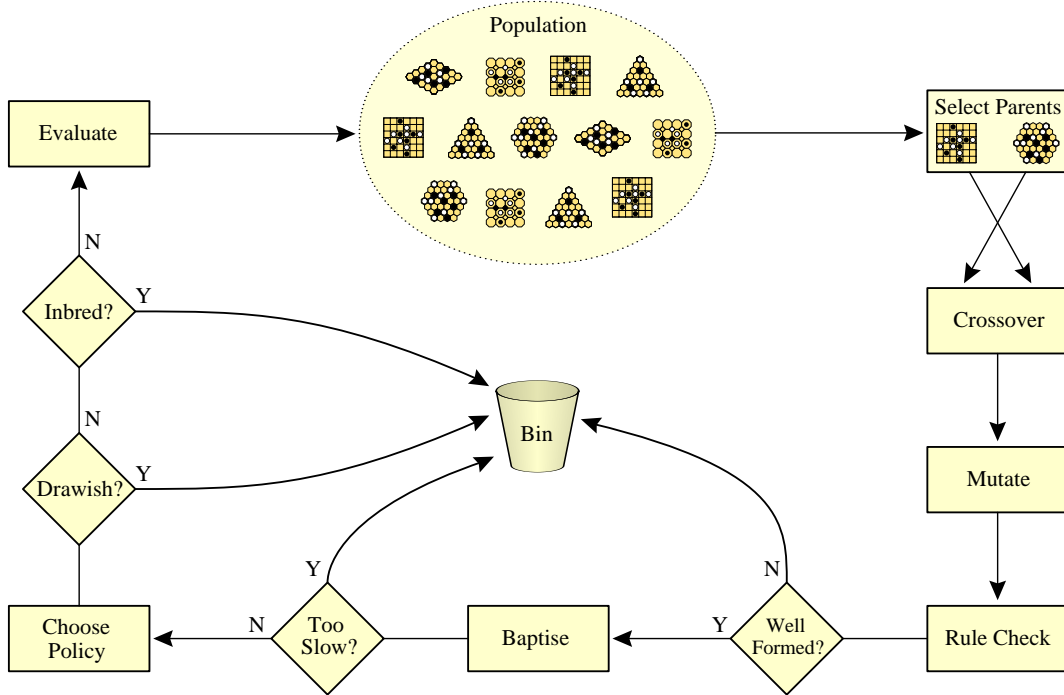 Population
Evaluate
Select Parents
N
Inbred?
Y
Crossover
N
Bin
Drawish?
Y
Mutate
Y
N
Choose
Policy
N
Too
Slow?
Baptise
Y
Well
Formed?
Rule Check